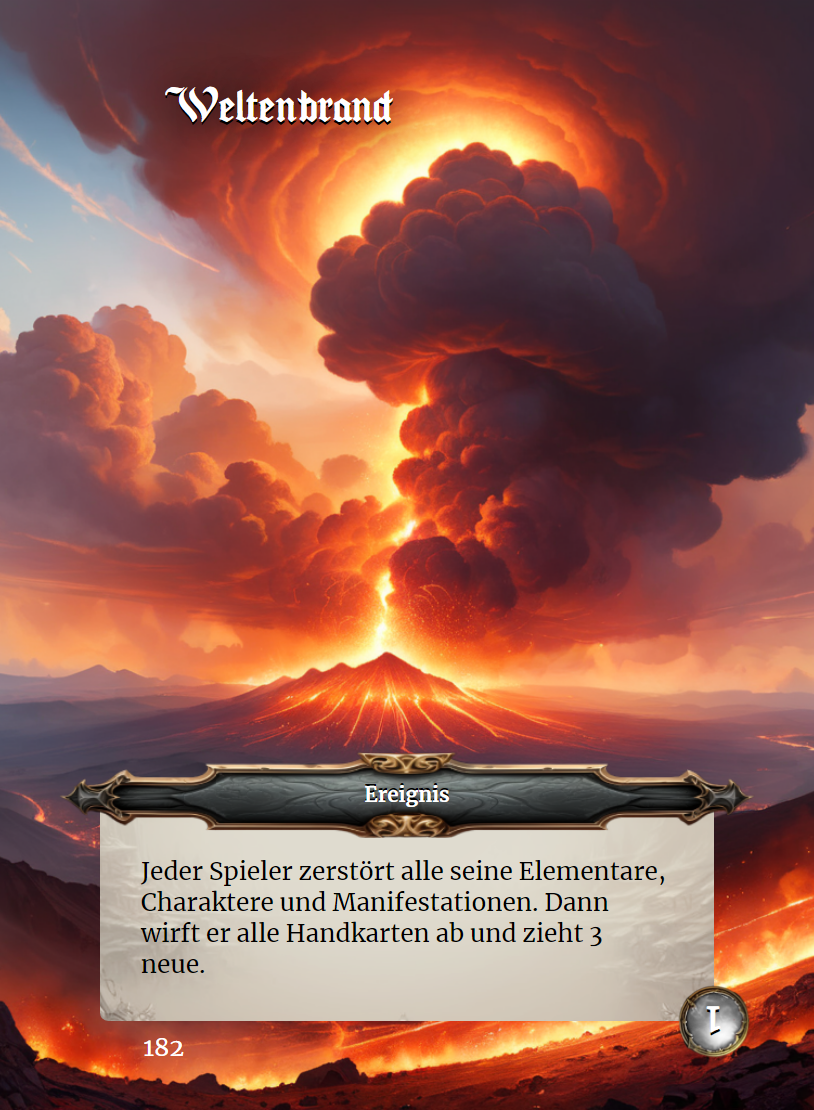 Weltenbrand
Ereignis
Jeder Spieler zerstört alle seine Elementare,
Charaktere und Manifestationen. Dann
wirft er alle Handkarten ab und zieht 3
neue.
1
182